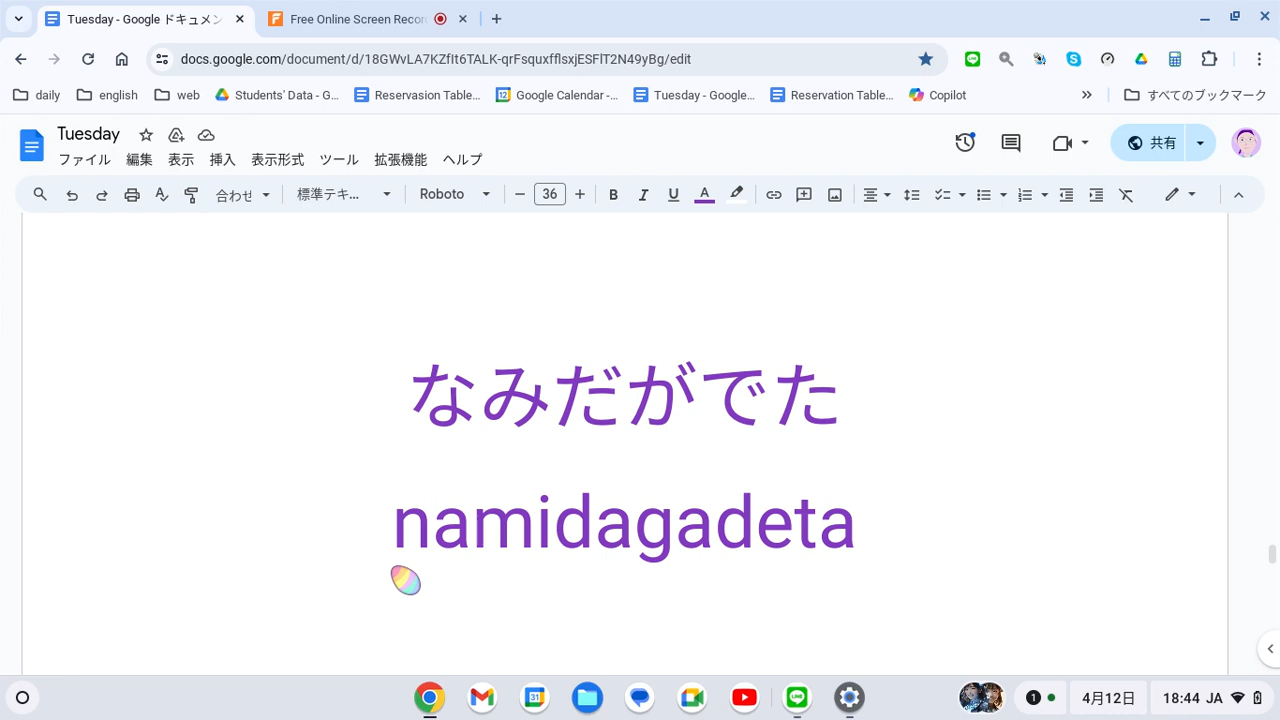 Tuesday - Google ドキュメン
Free Online Screen Recor
docs.google.com/document/d/18GWvLA7KZfIt6TALK-qrFsquxfflsxjESFlT2N49yBg/edit
daily english web Students' Data - G... Reservasion Table... Google Calendar -... Tuesday - Google... Reservation Table... Copilot » すべてのブックマーク
Tuesday
共有
ファイル 編集 表示 挿入 表示形式 ツール 拡張機能 ヘルプ
合わせ 標準テキ... Roboto 36 B I U A
なみだがでた
namidagadeta
31
1 4月12日 18:44 JA